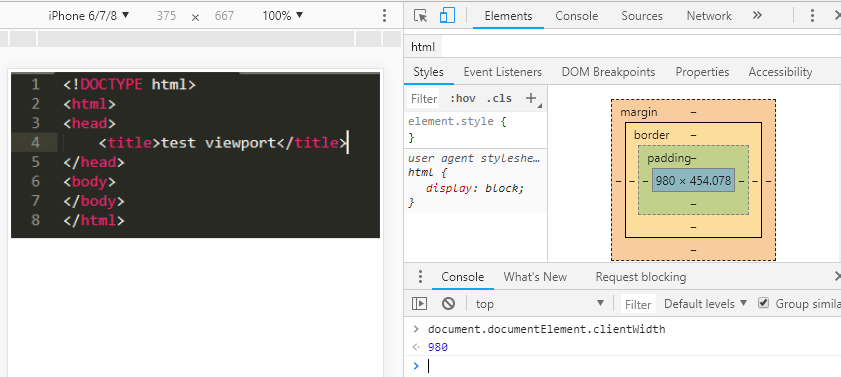 iPhone 6/7/8 ▼ 375 × 667 100% ▼
Elements Console Sources Network »
html
Styles Event Listeners DOM Breakpoints Properties Accessibility
Filter :hov .cls +
element.style {
}
user agent styleshe…
html {
display: block;
}
margin –
border –
padding–
– – – 980 × 454.078 – – –
–
–
–
1 <!DOCTYPE html>
2 <html>
3 <head>
4 <title>test viewport</title>
5 </head>
6 <body>
7 </body>
8 </html>
Console What's New Request blocking
top ▼ Filter Default levels ▼ Group simila
> document.documentElement.clientWidth
980
>